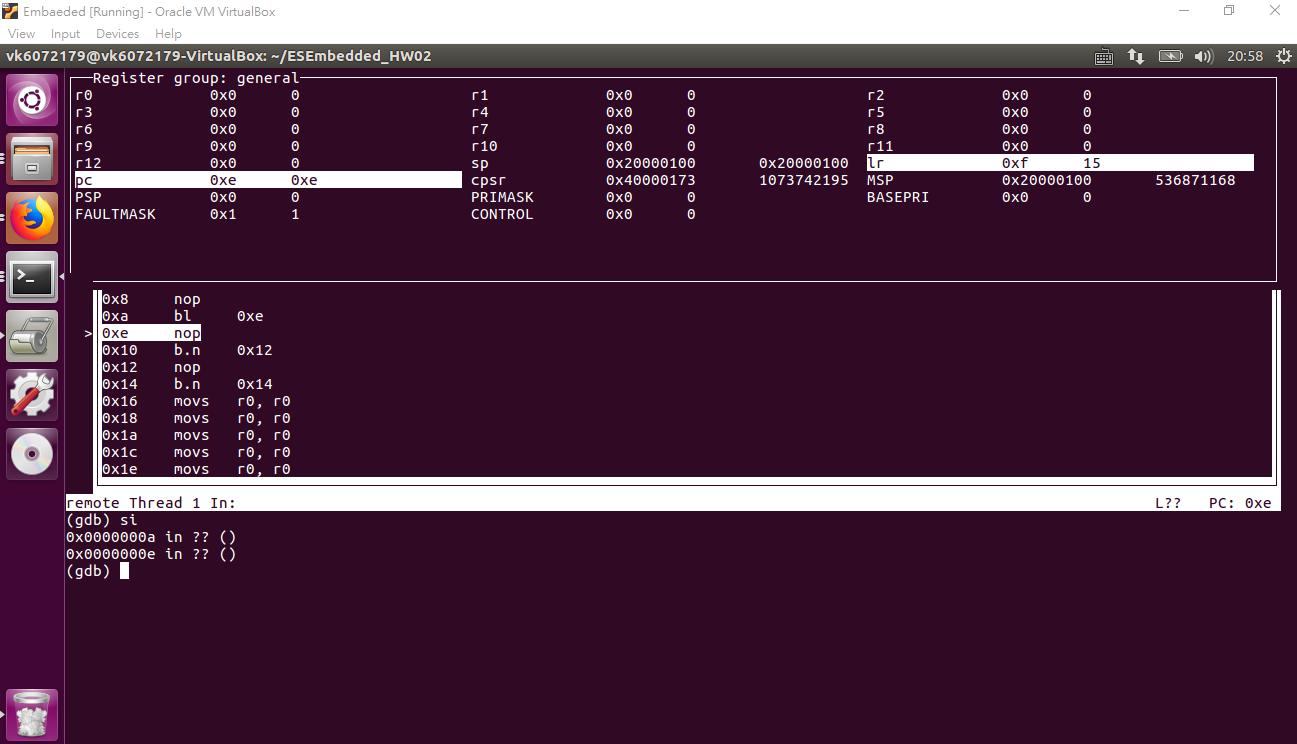 Embaeded [Running] - Oracle VM VirtualBox
View Input Devices Help
vk6072179@vk6072179-VirtualBox: ~/ESEmbedded_HW02 20:58
Register group: general
r0 0x0 0 r1 0x0 0 r2 0x0 0
r3 0x0 0 r4 0x0 0 r5 0x0 0
r6 0x0 0 r7 0x0 0 r8 0x0 0
r9 0x0 0 r10 0x0 0 r11 0x0 0
r12 0x0 0 sp 0x20000100 0x20000100 lr 0xf 15
pc 0xe 0xe cpsr 0x40000173 1073742195 MSP 0x20000100 536871168
PSP 0x0 0 PRIMASK 0x0 0 BASEPRI 0x0 0
FAULTMASK 0x1 1 CONTROL 0x0 0
0x8 nop
0xa bl 0xe
> 0xe nop
0x10 b.n 0x12
0x12 nop
0x14 b.n 0x14
0x16 movs r0, r0
0x18 movs r0, r0
0x1a movs r0, r0
0x1c movs r0, r0
0x1e movs r0, r0
remote Thread 1 In: L?? PC: 0xe
(gdb) si
0x0000000a in ?? ()
0x0000000e in ?? ()
(gdb)